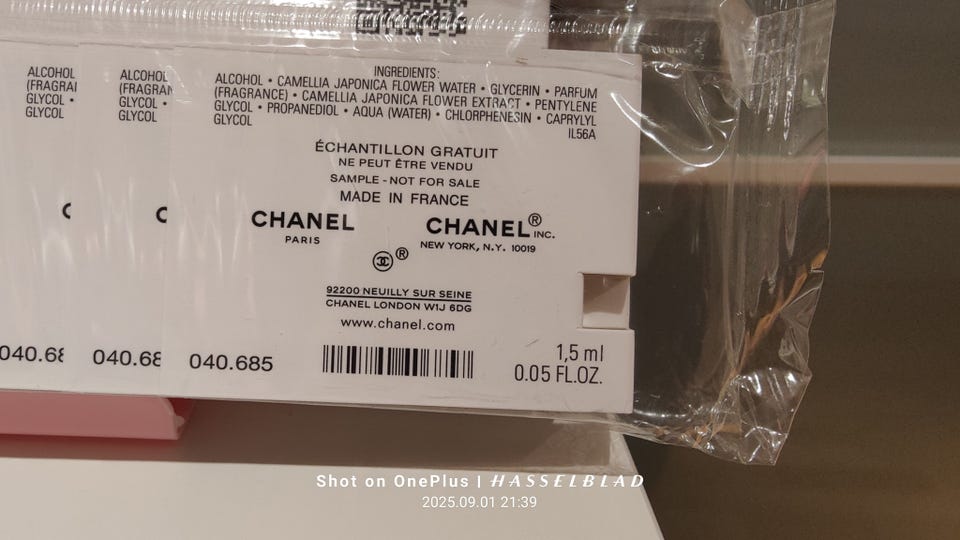 INGREDIENTS:
ALCOHOL • CAMELLIA JAPONICA FLOWER WATER • GLYCERIN • PARFUM
(FRAGRANCE) • CAMELLIA JAPONICA FLOWER EXTRACT • PENTYLENE
GLYCOL • PROPANEDIOL • AQUA (WATER) • CHLORPHENESIN • CAPRYLYL
GLYCOL
IL56A
ALCOHOL
(FRAGRAN
GLYCOL •
GLYCOL
ALCOHOL
(FRAGRAN
GLYCOL •
GLYCOL
ÉCHANTILLON GRATUIT
NE PEUT ÊTRE VENDU
SAMPLE - NOT FOR SALE
MADE IN FRANCE
C
C
CHANEL
PARIS
CHANEL® INC.
NEW YORK, N.Y. 10019
®
92200 NEUILLY SUR SEINE
CHANEL LONDON W1J 6DG
www.chanel.com
040.68
040.68
040.685
1,5 ml
0.05 FL.OZ.
Shot on OnePlus | HASSELBLAD
2025.09.01 21:39